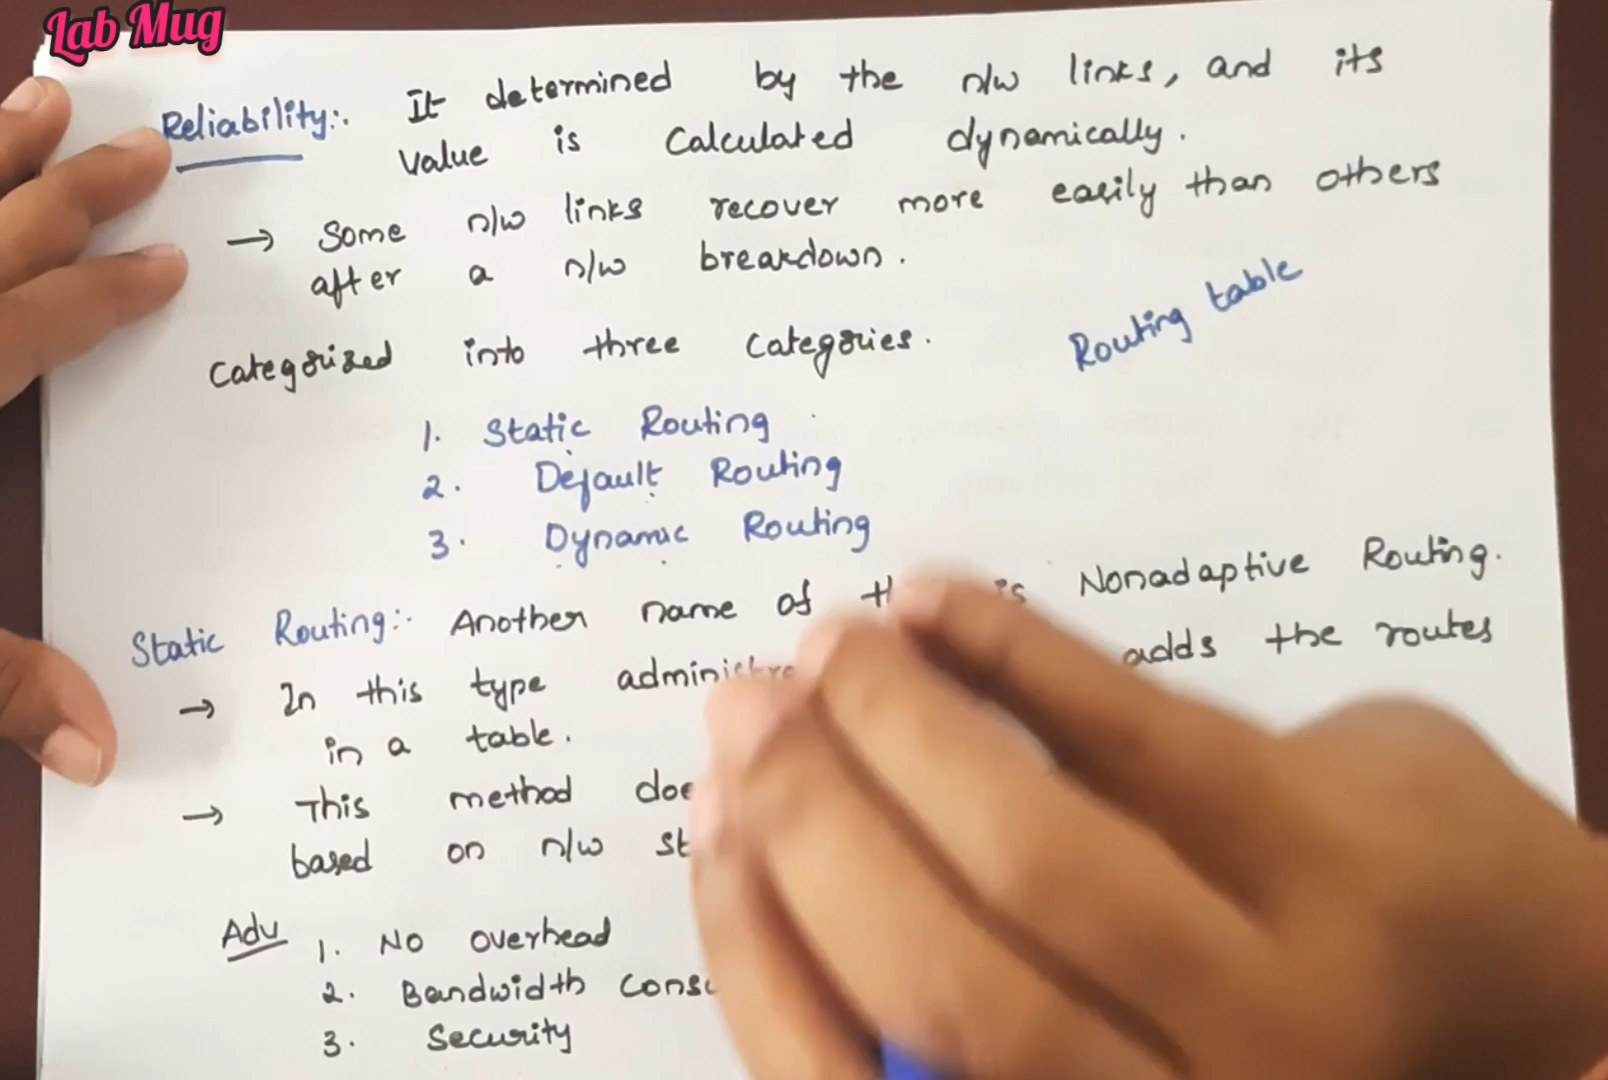 Lab Mug
Reliability:. It determined by the n/w links, and its
value is calculated dynamically.
→ Some n/w links recover more easily than others
after a n/w breakdown.
Routing table
Categorized into three categories.
1. Static Routing
2. Default Routing
3. Dynamic Routing
Static Routing:. Another name of is Nonadaptive Routing.
→ In this type adds the routes
in a table.
→ This method
based on n/w
Adv
1. No overhead
2. Bandwidth
3. Security